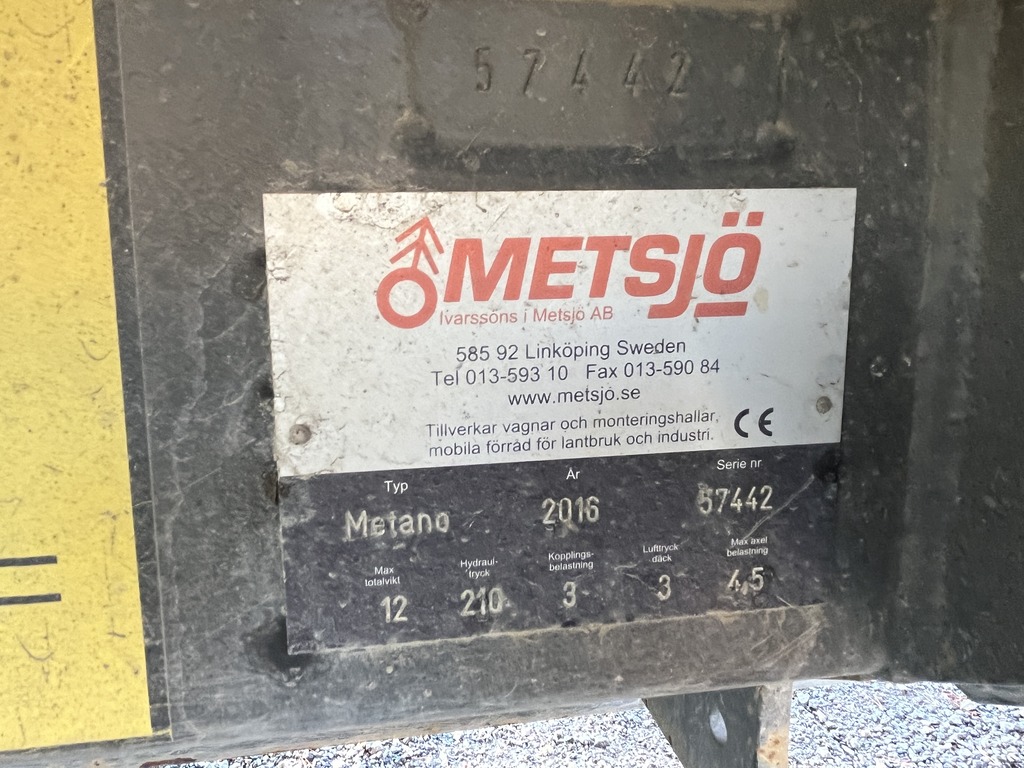 57442
METSJÖ
Ivarssons i Metsjö AB
585 92 Linköping Sweden
Tel 013-593 10 Fax 013-590 84
www.metsjo.se
Tillverkar vagnar och monteringshallar,
mobila förråd för lantbruk och industri.
CE
Typ År Serie nr
Metano 2016 57442
Max totalvikt Hydraul-tryck Kopplings-belastning Lufttryck däck Max axel belastning
12 210 3 3 4,5